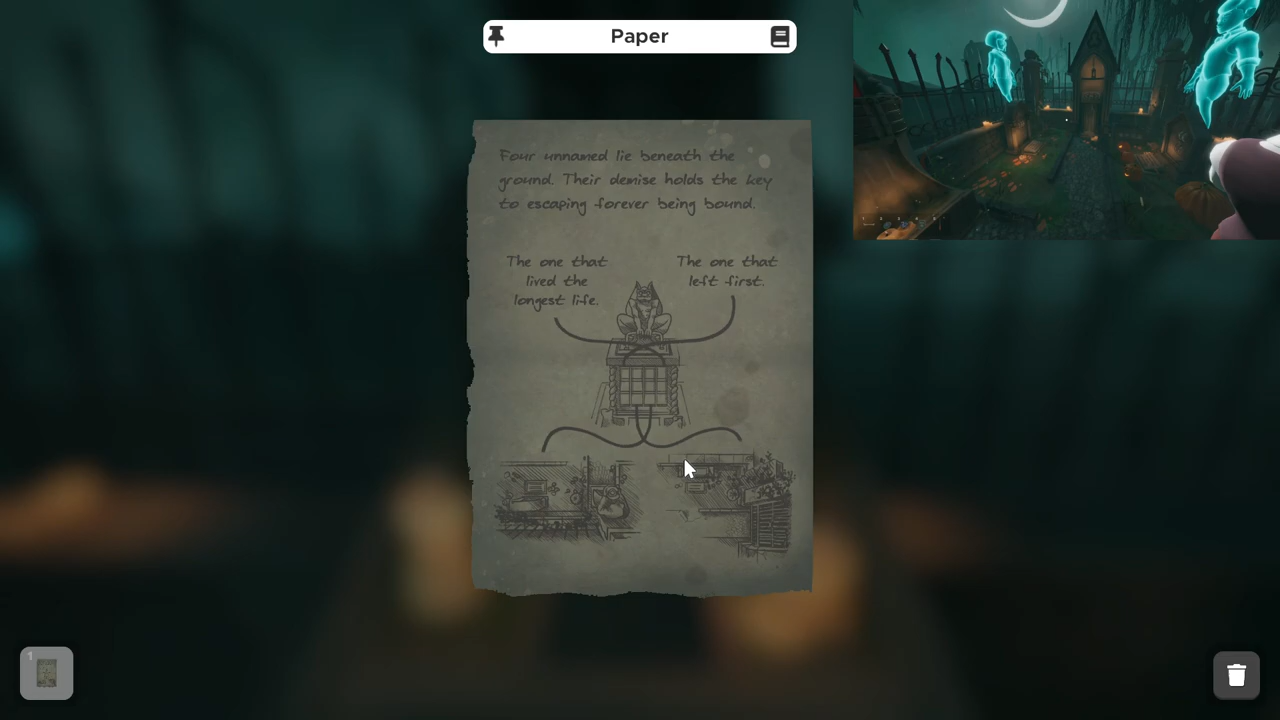 Paper
Four unnamed lie beneath the
ground. Their demise holds the key
to escaping forever being bound.
The one that
lived the
longest life.
The one that
left first.
1